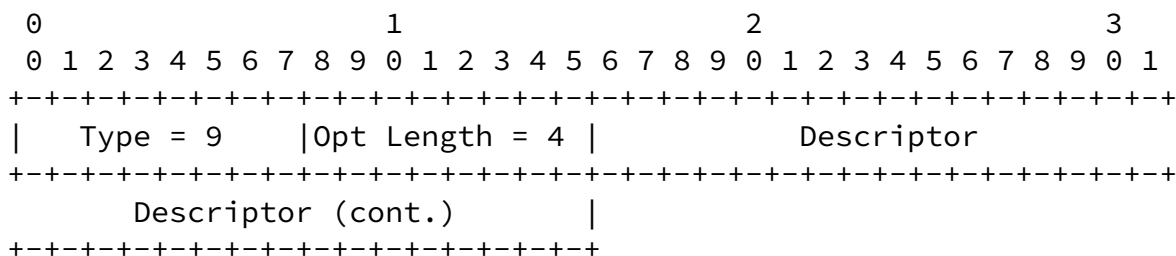 0                   1                   2                   3
 0 1 2 3 4 5 6 7 8 9 0 1 2 3 4 5 6 7 8 9 0 1 2 3 4 5 6 7 8 9 0 1
+-+-+-+-+-+-+-+-+-+-+-+-+-+-+-+-+-+-+-+-+-+-+-+-+-+-+-+-+-+-+-+-+
|   Type = 9    |Opt Length = 4 |           Descriptor
+-+-+-+-+-+-+-+-+-+-+-+-+-+-+-+-+-+-+-+-+-+-+-+-+-+-+-+-+-+-+-+-+
       Descriptor (cont.)       |
+-+-+-+-+-+-+-+-+-+-+-+-+-+-+-+-+